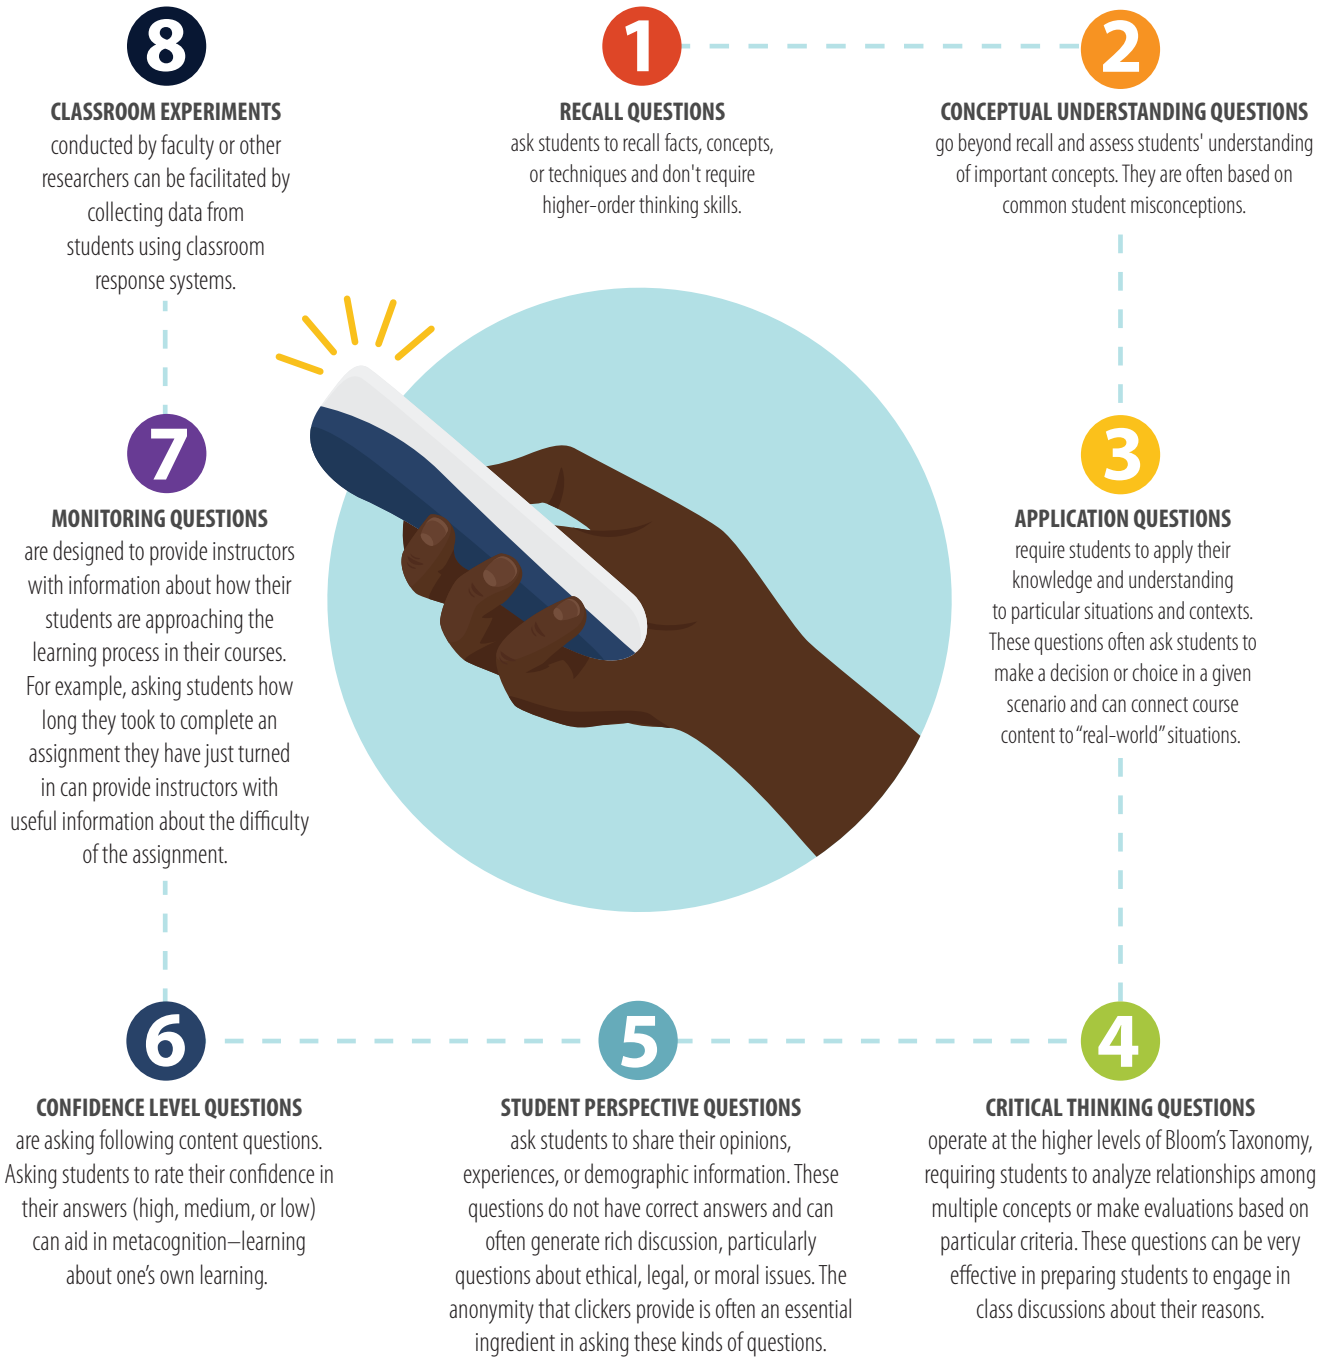 1
RECALL QUESTIONS
ask students to recall facts, concepts,
or techniques and don't require
higher-order thinking skills.
2
CONCEPTUAL UNDERSTANDING QUESTIONS
go beyond recall and assess students' understanding
of important concepts. They are often based on
common student misconceptions.
3
APPLICATION QUESTIONS
require students to apply their
knowledge and understanding
to particular situations and contexts.
These questions often ask students to
make a decision or choice in a given
scenario and can connect course
content to “real-world” situations.
4
CRITICAL THINKING QUESTIONS
operate at the higher levels of Bloom’s Taxonomy,
requiring students to analyze relationships among
multiple concepts or make evaluations based on
particular criteria. These questions can be very
effective in preparing students to engage in
class discussions about their reasons.
5
STUDENT PERSPECTIVE QUESTIONS
ask students to share their opinions,
experiences, or demographic information. These
questions do not have correct answers and can
often generate rich discussion, particularly
questions about ethical, legal, or moral issues. The
anonymity that clickers provide is often an essential
ingredient in asking these kinds of questions.
6
CONFIDENCE LEVEL QUESTIONS
are asking following content questions.
Asking students to rate their confidence in
their answers (high, medium, or low)
can aid in metacognition–learning
about one’s own learning.
7
MONITORING QUESTIONS
are designed to provide instructors
with information about how their
students are approaching the
learning process in their courses.
For example, asking students how
long they took to complete an
assignment they have just turned
in can provide instructors with
useful information about the difficulty
of the assignment.
8
CLASSROOM EXPERIMENTS
conducted by faculty or other
researchers can be facilitated by
collecting data from
students using classroom
response systems.